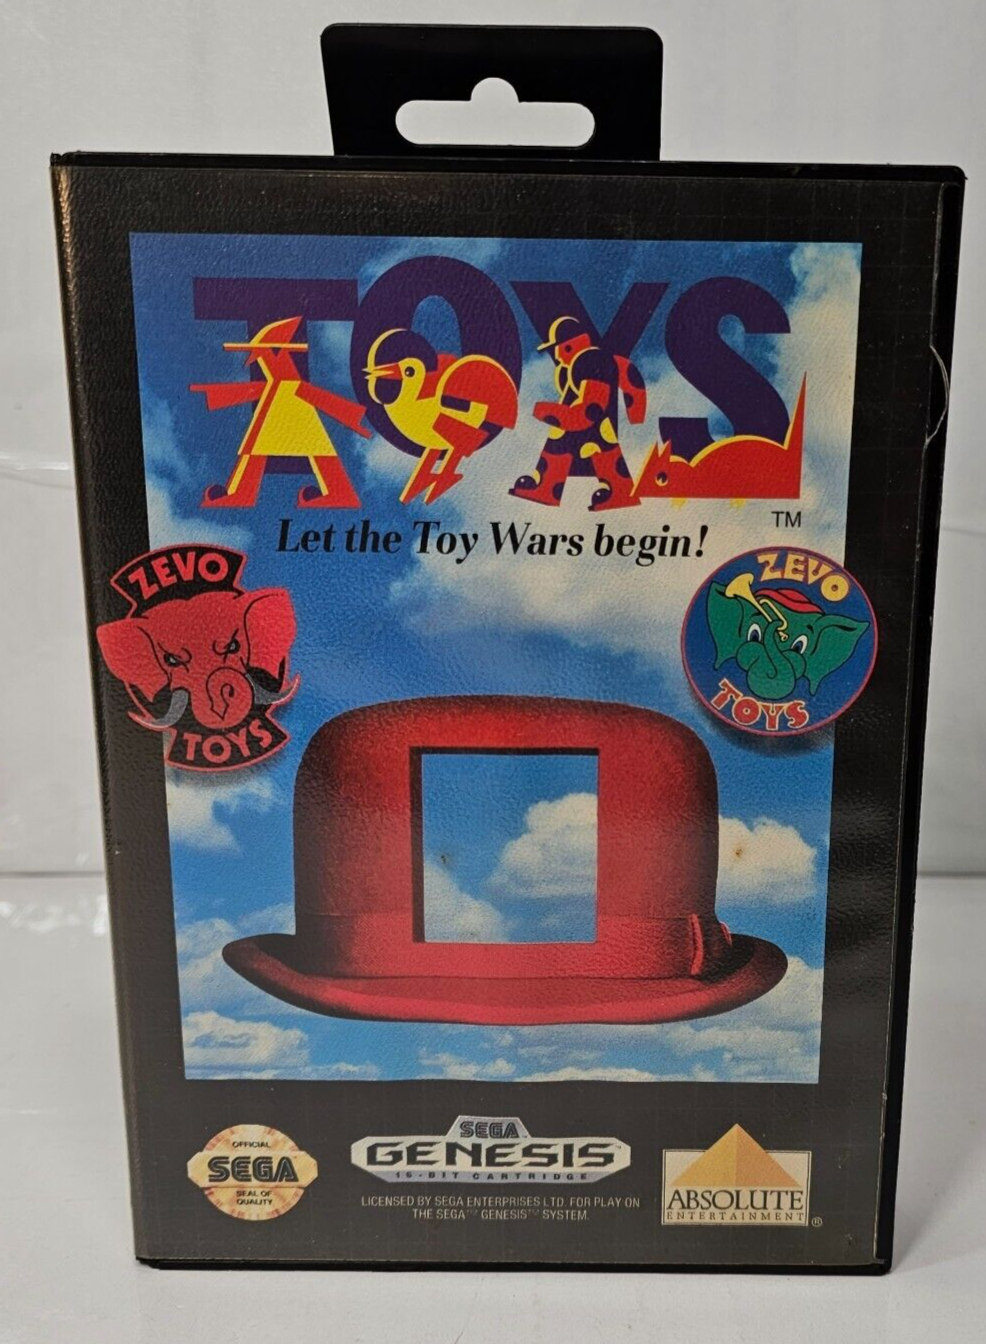 TOYS
TM
Let the Toy Wars begin!
ZEVO
TOYS
ZEVO
TOYS
OFFICIAL
SEGA
SEAL OF
QUALITY
SEGA
GENESIS
16-BIT CARTRIDGE
LICENSED BY SEGA ENTERPRISES LTD. FOR PLAY ON
THE SEGA™ GENESIS™ SYSTEM.
ABSOLUTE
ENTERTAINMENT®